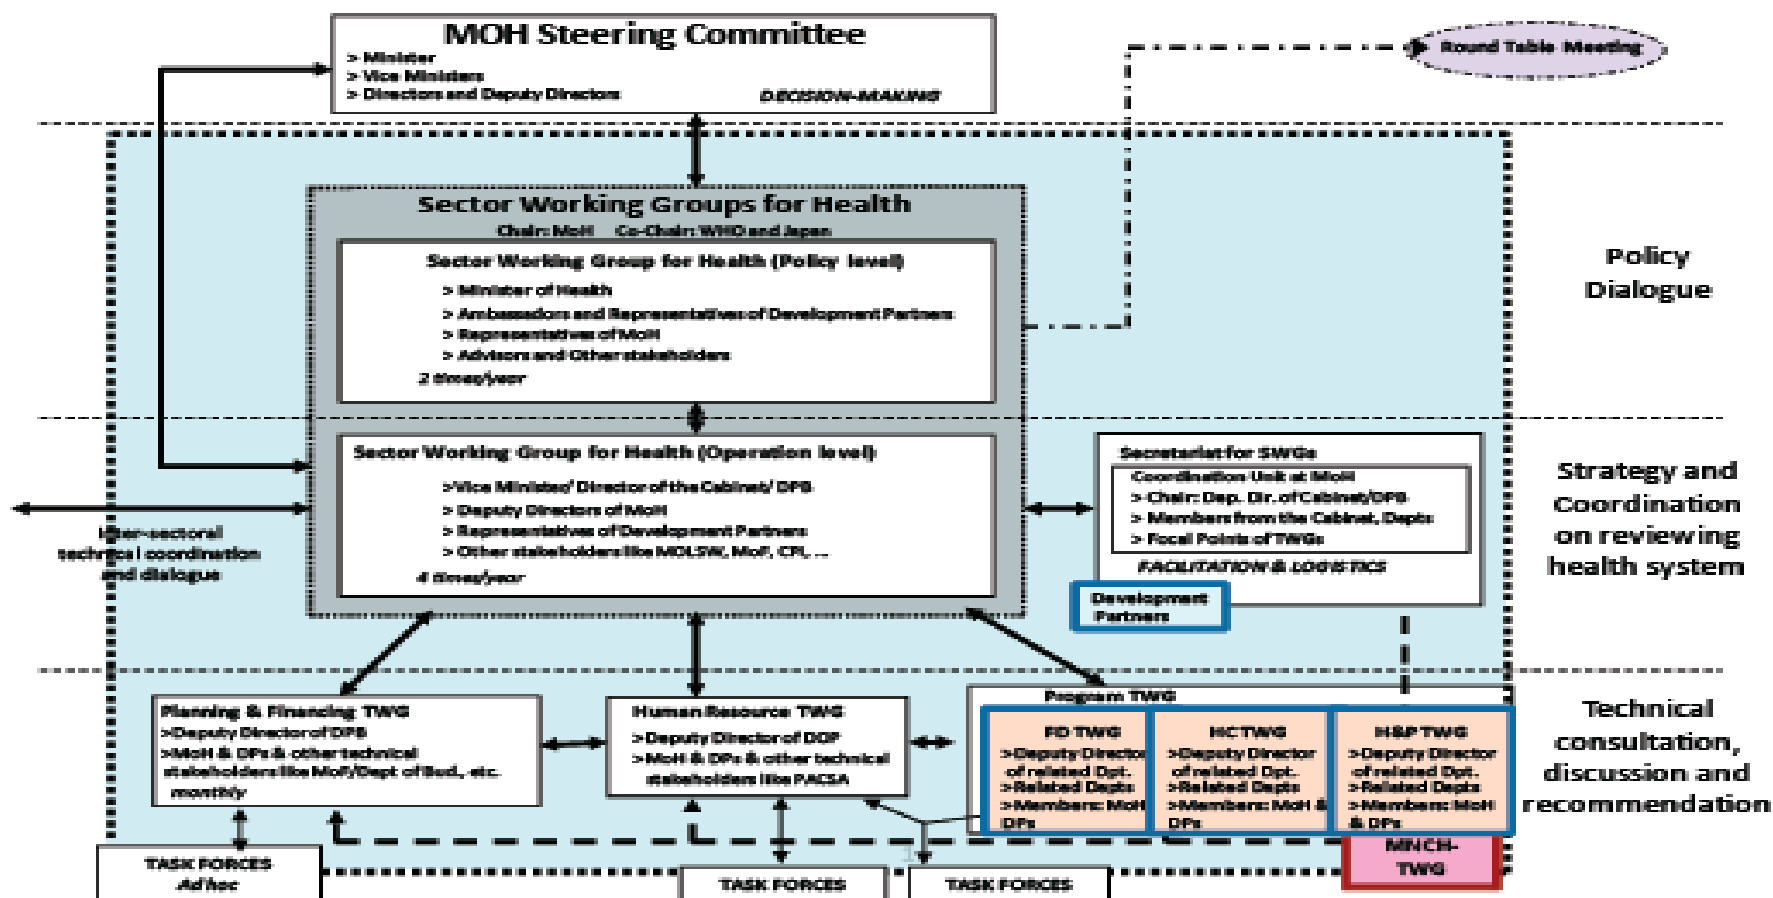 MOH Steering Committee
> Minister
> Vice Ministers
> Directors and Deputy Directors
DECISION-MAKING
Round Table Meeting
Sector Working Groups for Health
Chair: MoH Co-Chair: WHO and Japan
Sector Working Group for Health (Policy level)
> Minister of Health
> Ambassadors and Representatives of Development Partners
> Representatives of MoH
> Advisors and Other stakeholders
2 times/year
Policy
Dialogue
Sector Working Group for Health (Operation level)
>Vice Minister/ Director of the Cabinet/ DPB
> Deputy Directors of MoH
> Representatives of Development Partners
> Other stakeholders like MOLSW, MoF, CPI, ...
4 times/year
Inter-sectoral
technical coordination
and dialogue
Secretariat for SWGs
Coordination Unit at MoH
> Chair: Dep. Dir. of Cabinet/DPB
> Members from the Cabinet, Depts
> Focal Points of TWGs
FACILITATION & LOGISTICS
Development
Partners
Strategy and
Coordination
on reviewing
health system
Planning & Financing TWG
>Deputy Director of DPB
>MoH & DPs & other technical
stakeholders like MoF/Dept of Bud., etc.
monthly
Human Resource TWG
>Deputy Director of DOP
>MoH & DPs & other technical
stakeholders like PACSA
Program TWG
FD TWG
>Deputy Director
of related Dpt.
>Related Depts
>Members: MoH
DPs
HC TWG
>Deputy Director
of related Dpt.
>Related Depts
>Members: MoH &
DPs
H&P TWG
>Deputy Director
of related Dpt.
>Related Depts
>Members: MoH
& DPs
MNCH-
TWG
Technical
consultation,
discussion and
recommendation
TASK FORCES
Ad hoc
TASK FORCES
TASK FORCES